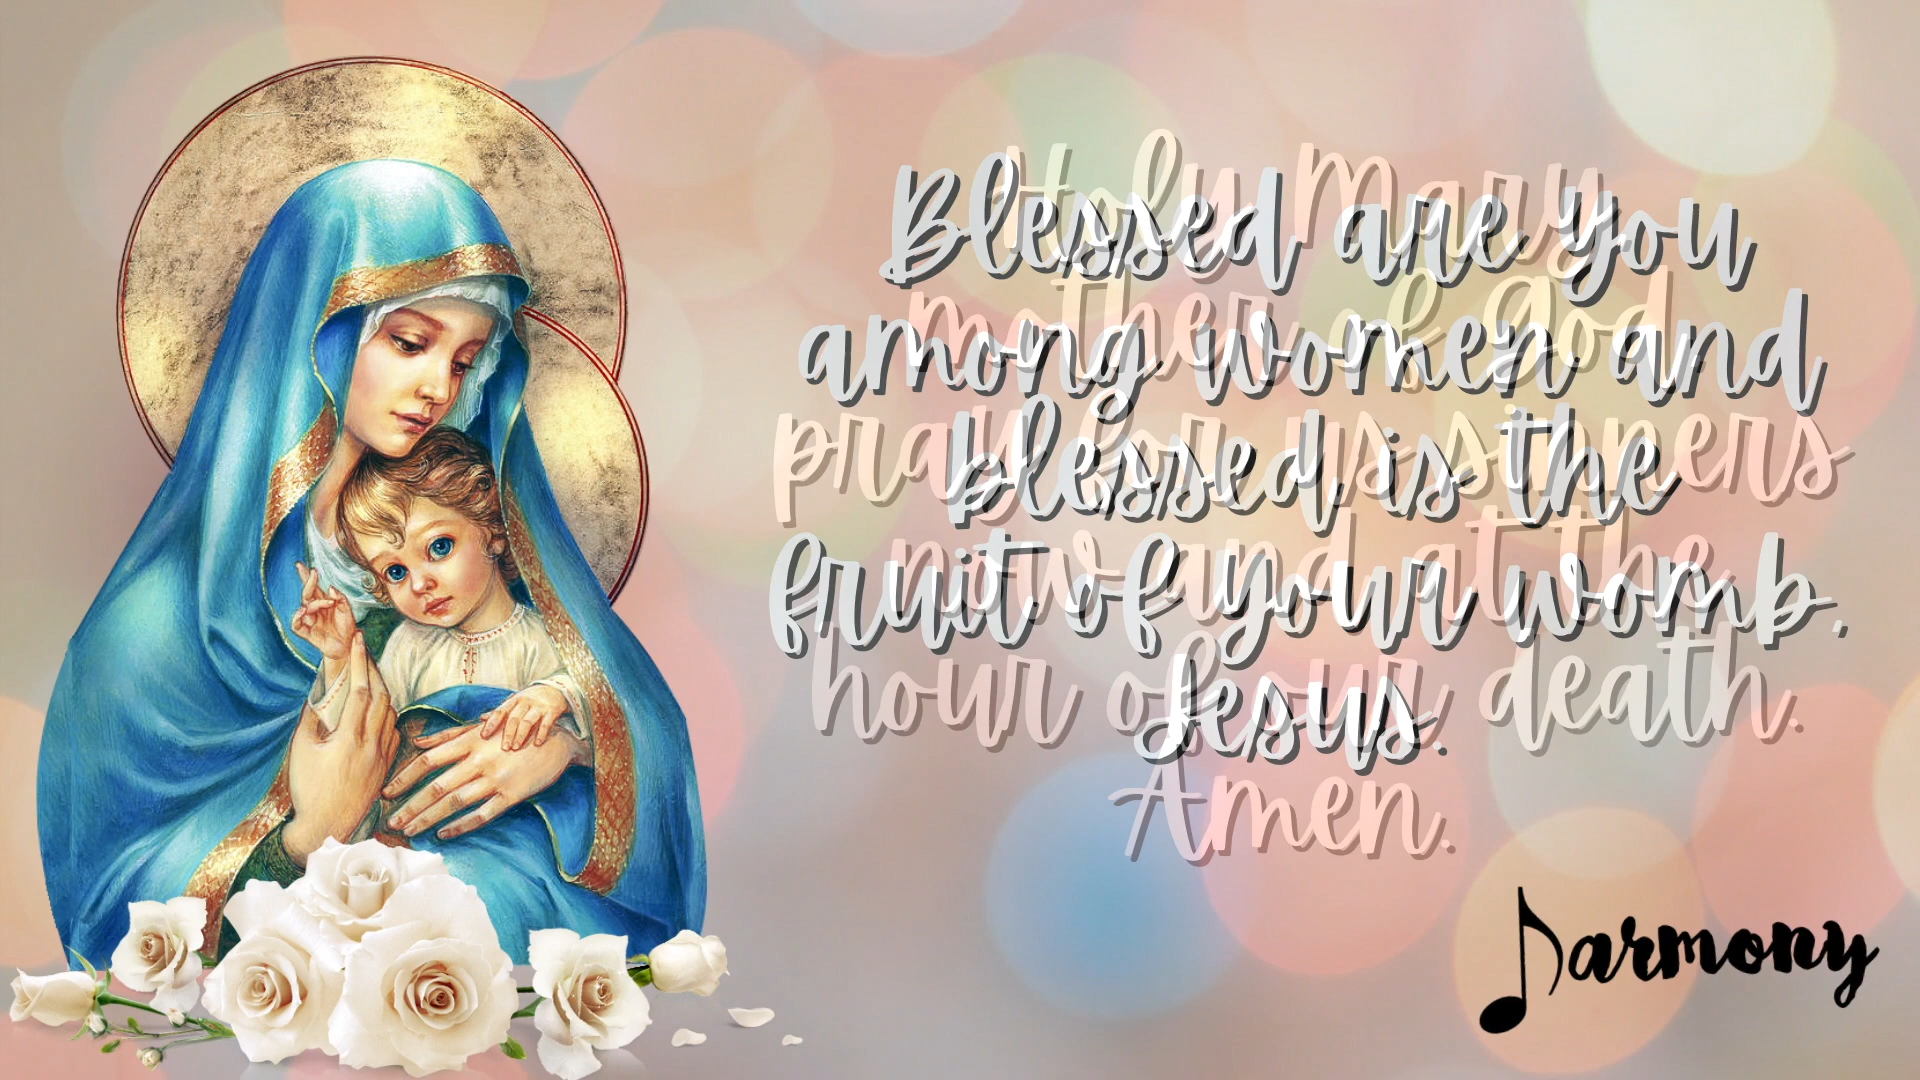 Blessed are you
among women and
blessed is the
fruit of your womb,
Jesus.
Holy Mary,
mother of God
pray for us sinners
now and at the
hour of our death.
Amen.
Harmony